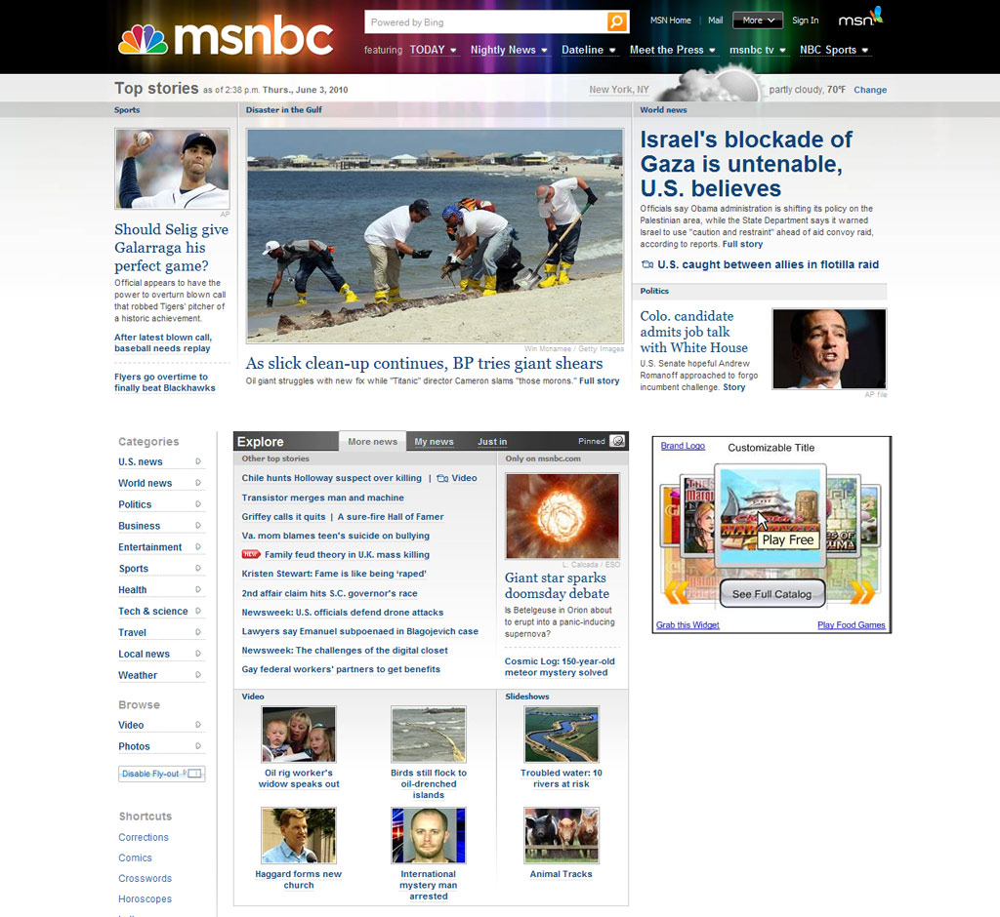 msnbc
Powered by Bing
MSN Home | Mail
More
Sign In
msn
featuring TODAY Nightly News Dateline Meet the Press msnbc tv NBC Sports
Top stories as of 2:38 p.m. Thurs., June 3, 2010
New York, NY
partly cloudy, 70°F Change
Sports
AP
Should Selig give
Galarraga his
perfect game?
Official appears to have the
power to overturn blown call
that robbed Tigers' pitcher of
a historic achievement.
After latest blown call,
baseball needs replay
Flyers go overtime to
finally beat Blackhawks
Disaster in the Gulf
Win Mcnamee / Getty Images
As slick clean-up continues, BP tries giant shears
Oil giant struggles with new fix while "Titanic" director Cameron slams "those morons." Full story
World news
Israel's blockade of
Gaza is untenable,
U.S. believes
Officials say Obama administration is shifting its policy on the
Palestinian area, while the State Department says it warned
Israel to use "caution and restraint" ahead of aid convoy raid,
according to reports. Full story
U.S. caught between allies in flotilla raid
Politics
Colo. candidate
admits job talk
with White House
U.S. Senate hopeful Andrew
Romanoff approached to forgo
incumbent challenge. Story
AP file
Categories
U.S. news
World news
Politics
Business
Entertainment
Sports
Health
Tech & science
Travel
Local news
Weather
Browse
Video
Photos
Disable Fly-out
Shortcuts
Corrections
Comics
Crosswords
Horoscopes
Explore
More news
My news
Just in
Pinned
Other top stories
Chile hunts Holloway suspect over killing | Video
Transistor merges man and machine
Griffey calls it quits | A sure-fire Hall of Famer
Va. mom blames teen's suicide on bullying
NEW Family feud theory in U.K. mass killing
Kristen Stewart: Fame is like being ‘raped’
2nd affair claim hits S.C. governor's race
Newsweek: U.S. officials defend drone attacks
Lawyers say Emanuel subpoenaed in Blagojevich case
Newsweek: The challenges of the digital closet
Gay federal workers' partners to get benefits
Only on msnbc.com
L. Calcada / ESO
Giant star sparks
doomsday debate
Is Betelgeuse in Orion about
to erupt into a panic-inducing
supernova?
Cosmic Log: 150-year-old
meteor mystery solved
Video
Oil rig worker's
widow speaks out
Birds still flock to
oil-drenched
islands
Haggard forms new
church
International
mystery man
arrested
Slideshows
Troubled water: 10
rivers at risk
Animal Tracks
Brand Logo
Customizable Title
Play Free
See Full Catalog
Grab this Widget
Play Food Games